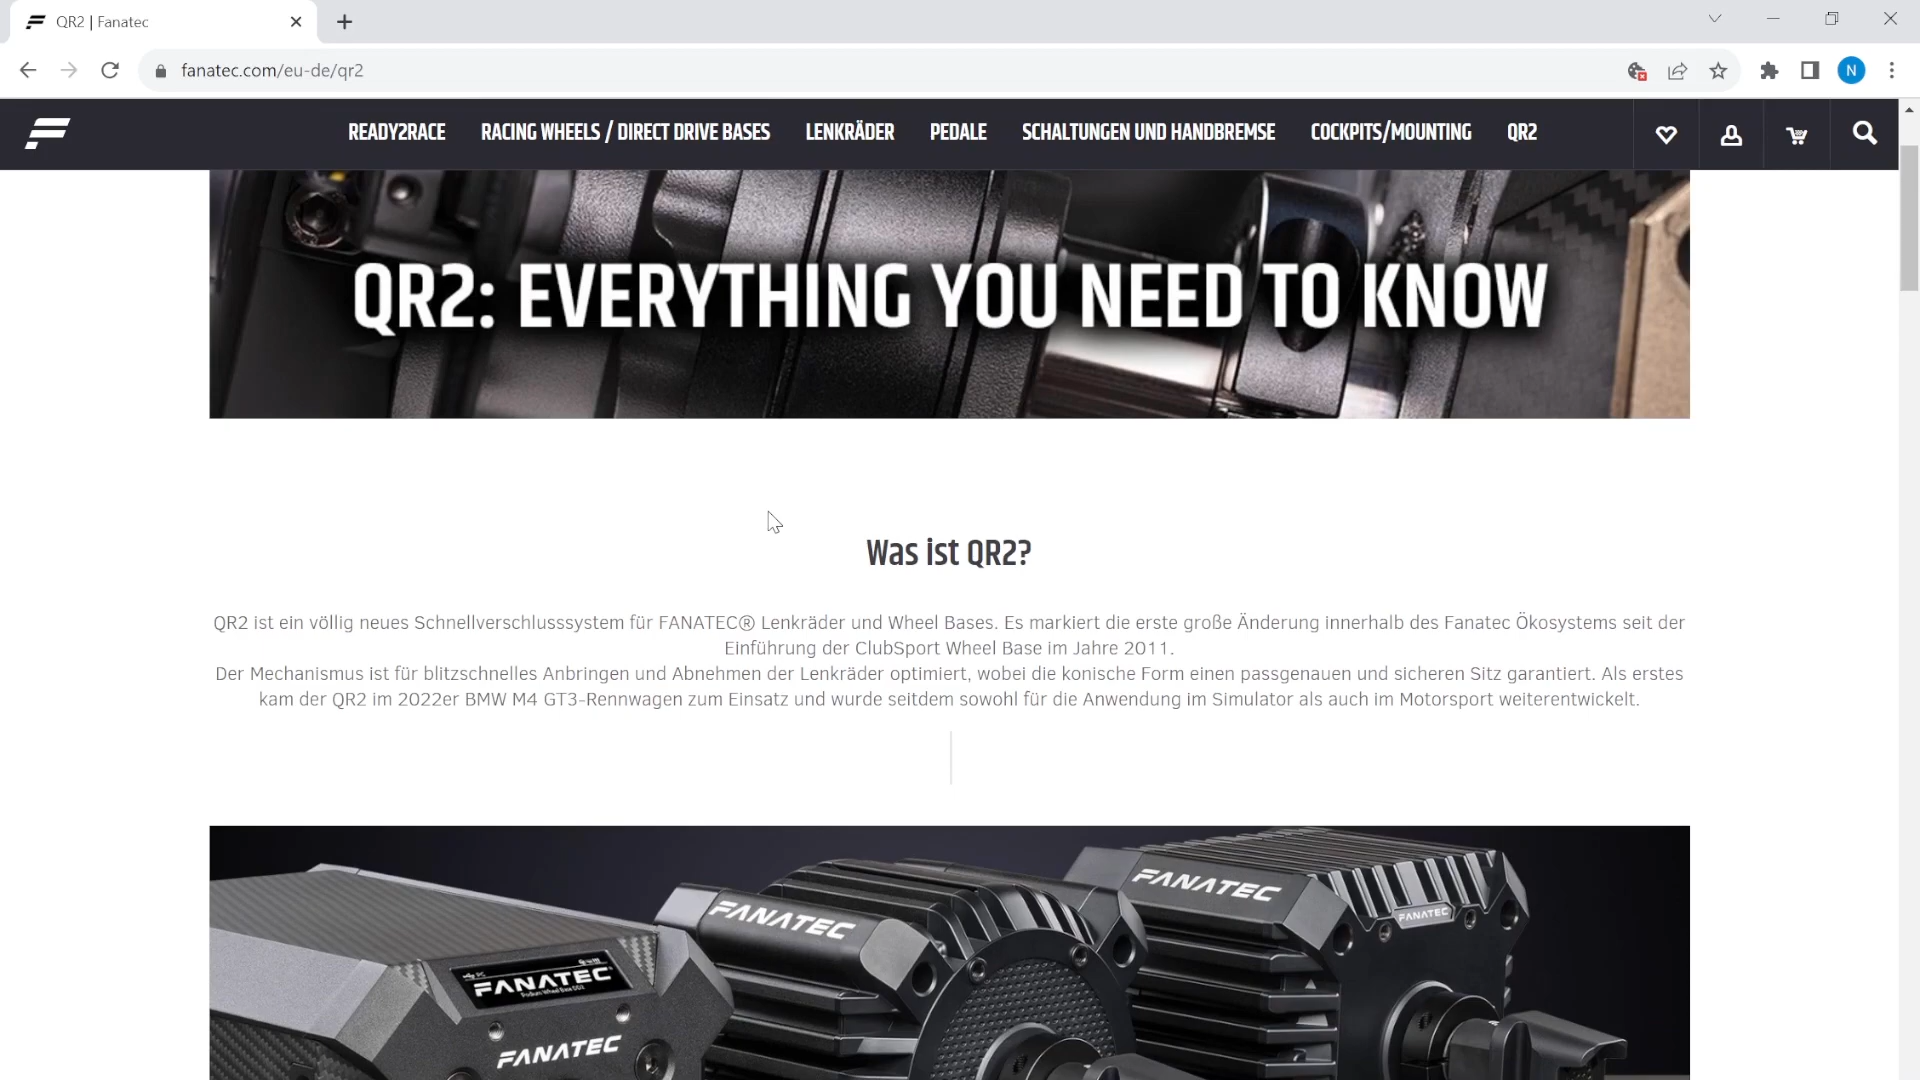 QR2 | Fanatec
fanatec.com/eu-de/qr2
N
READY2RACE RACING WHEELS / DIRECT DRIVE BASES LENKRÄDER PEDALE SCHALTUNGEN UND HANDBREMSE COCKPITS/MOUNTING QR2
QR2: EVERYTHING YOU NEED TO KNOW
Was ist QR2?
QR2 ist ein völlig neues Schnellverschlusssystem für FANATEC® Lenkräder und Wheel Bases. Es markiert die erste große Änderung innerhalb des Fanatec Ökosystems seit der
Einführung der ClubSport Wheel Base im Jahre 2011.
Der Mechanismus ist für blitzschnelles Anbringen und Abnehmen der Lenkräder optimiert, wobei die konische Form einen passgenauen und sicheren Sitz garantiert. Als erstes
kam der QR2 im 2022er BMW M4 GT3-Rennwagen zum Einsatz und wurde seitdem sowohl für die Anwendung im Simulator als auch im Motorsport weiterentwickelt.
FANATEC
FANATEC
FANATEC
PC
FANATEC
Podium Wheel Base DD2
FANATEC